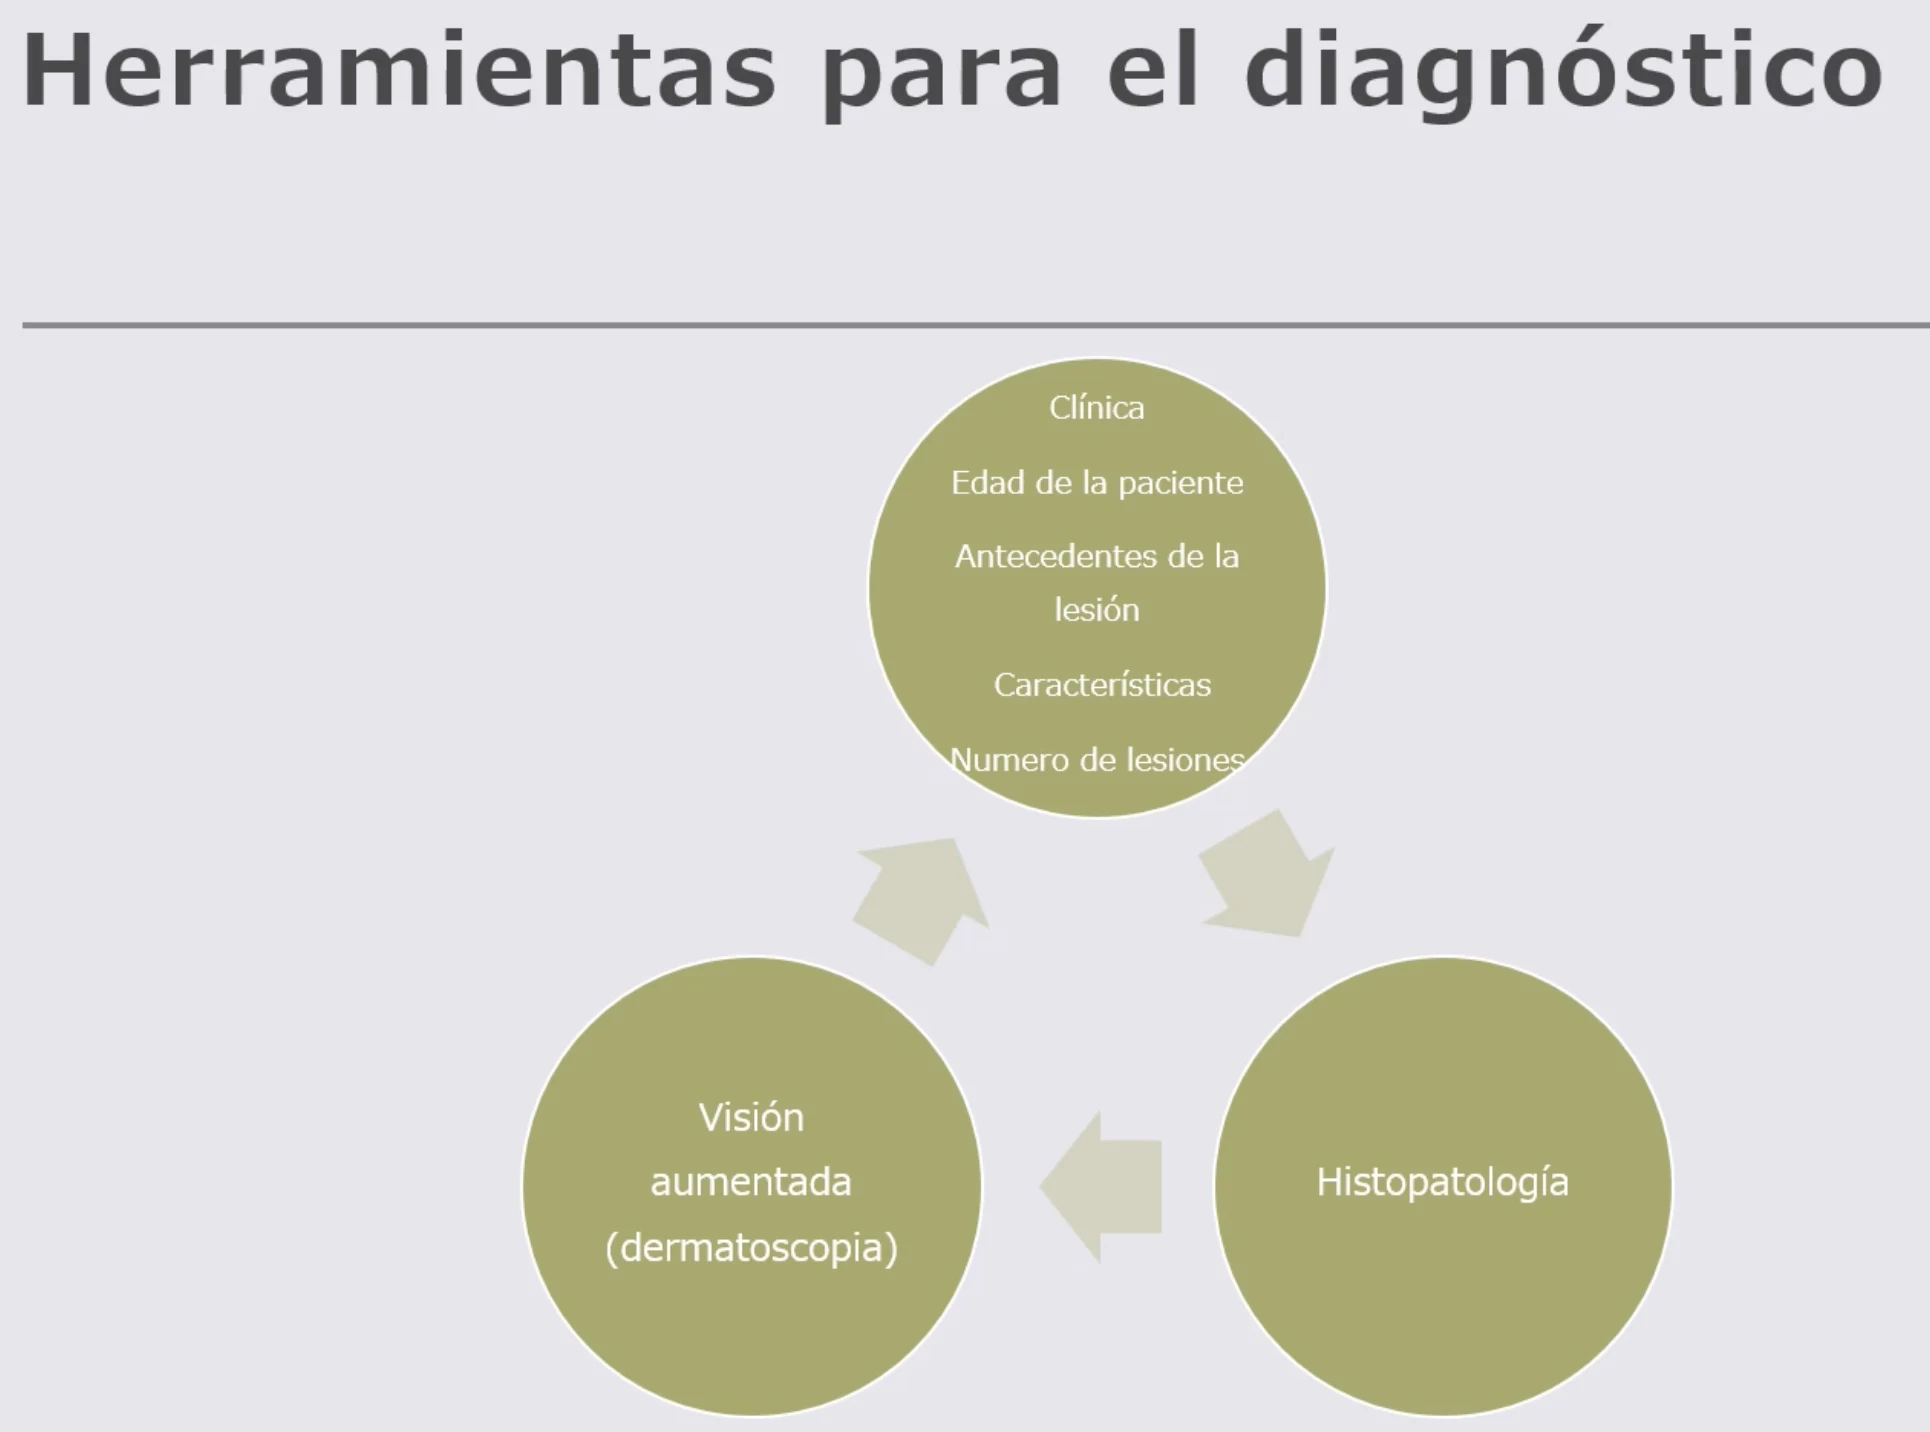 Herramientas para el diagnóstico
Clínica
Edad de la paciente
Antecedentes de la
lesión
Características
Numero de lesiones
Histopatología
Visión
aumentada
(dermatoscopia)